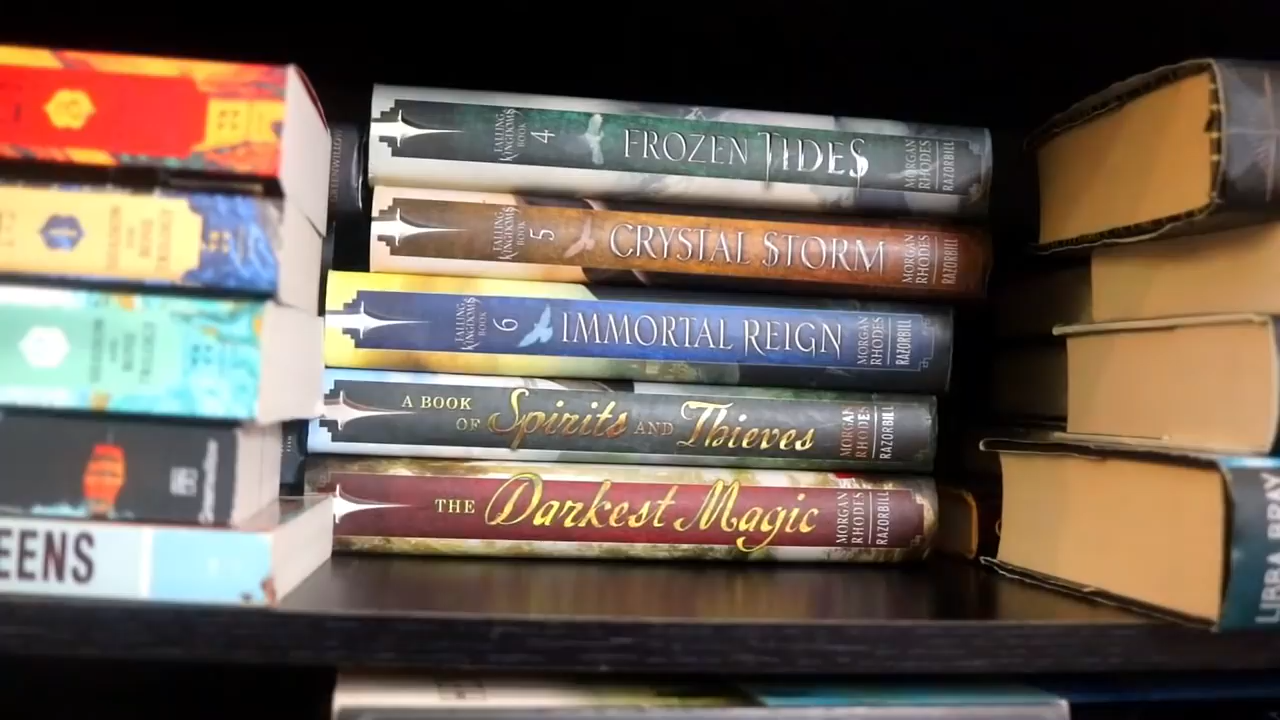 FALLING
KINGDOMS
BOOK
4
FROZEN TIDES
MORGAN
RHODES
RAZORBILL
FALLING
KINGDOMS
BOOK
5
CRYSTAL STORM
MORGAN
RHODES
RAZORBILL
FALLING
KINGDOMS
BOOK
6
IMMORTAL REIGN
MORGAN
RHODES
RAZORBILL
A BOOK
OF Spirits AND Thieves
MORGAN
RHODES
RAZORBILL
THE Darkest Magic
MORGAN
RHODES
RAZORBILL
EENS
LIBBA BRAY